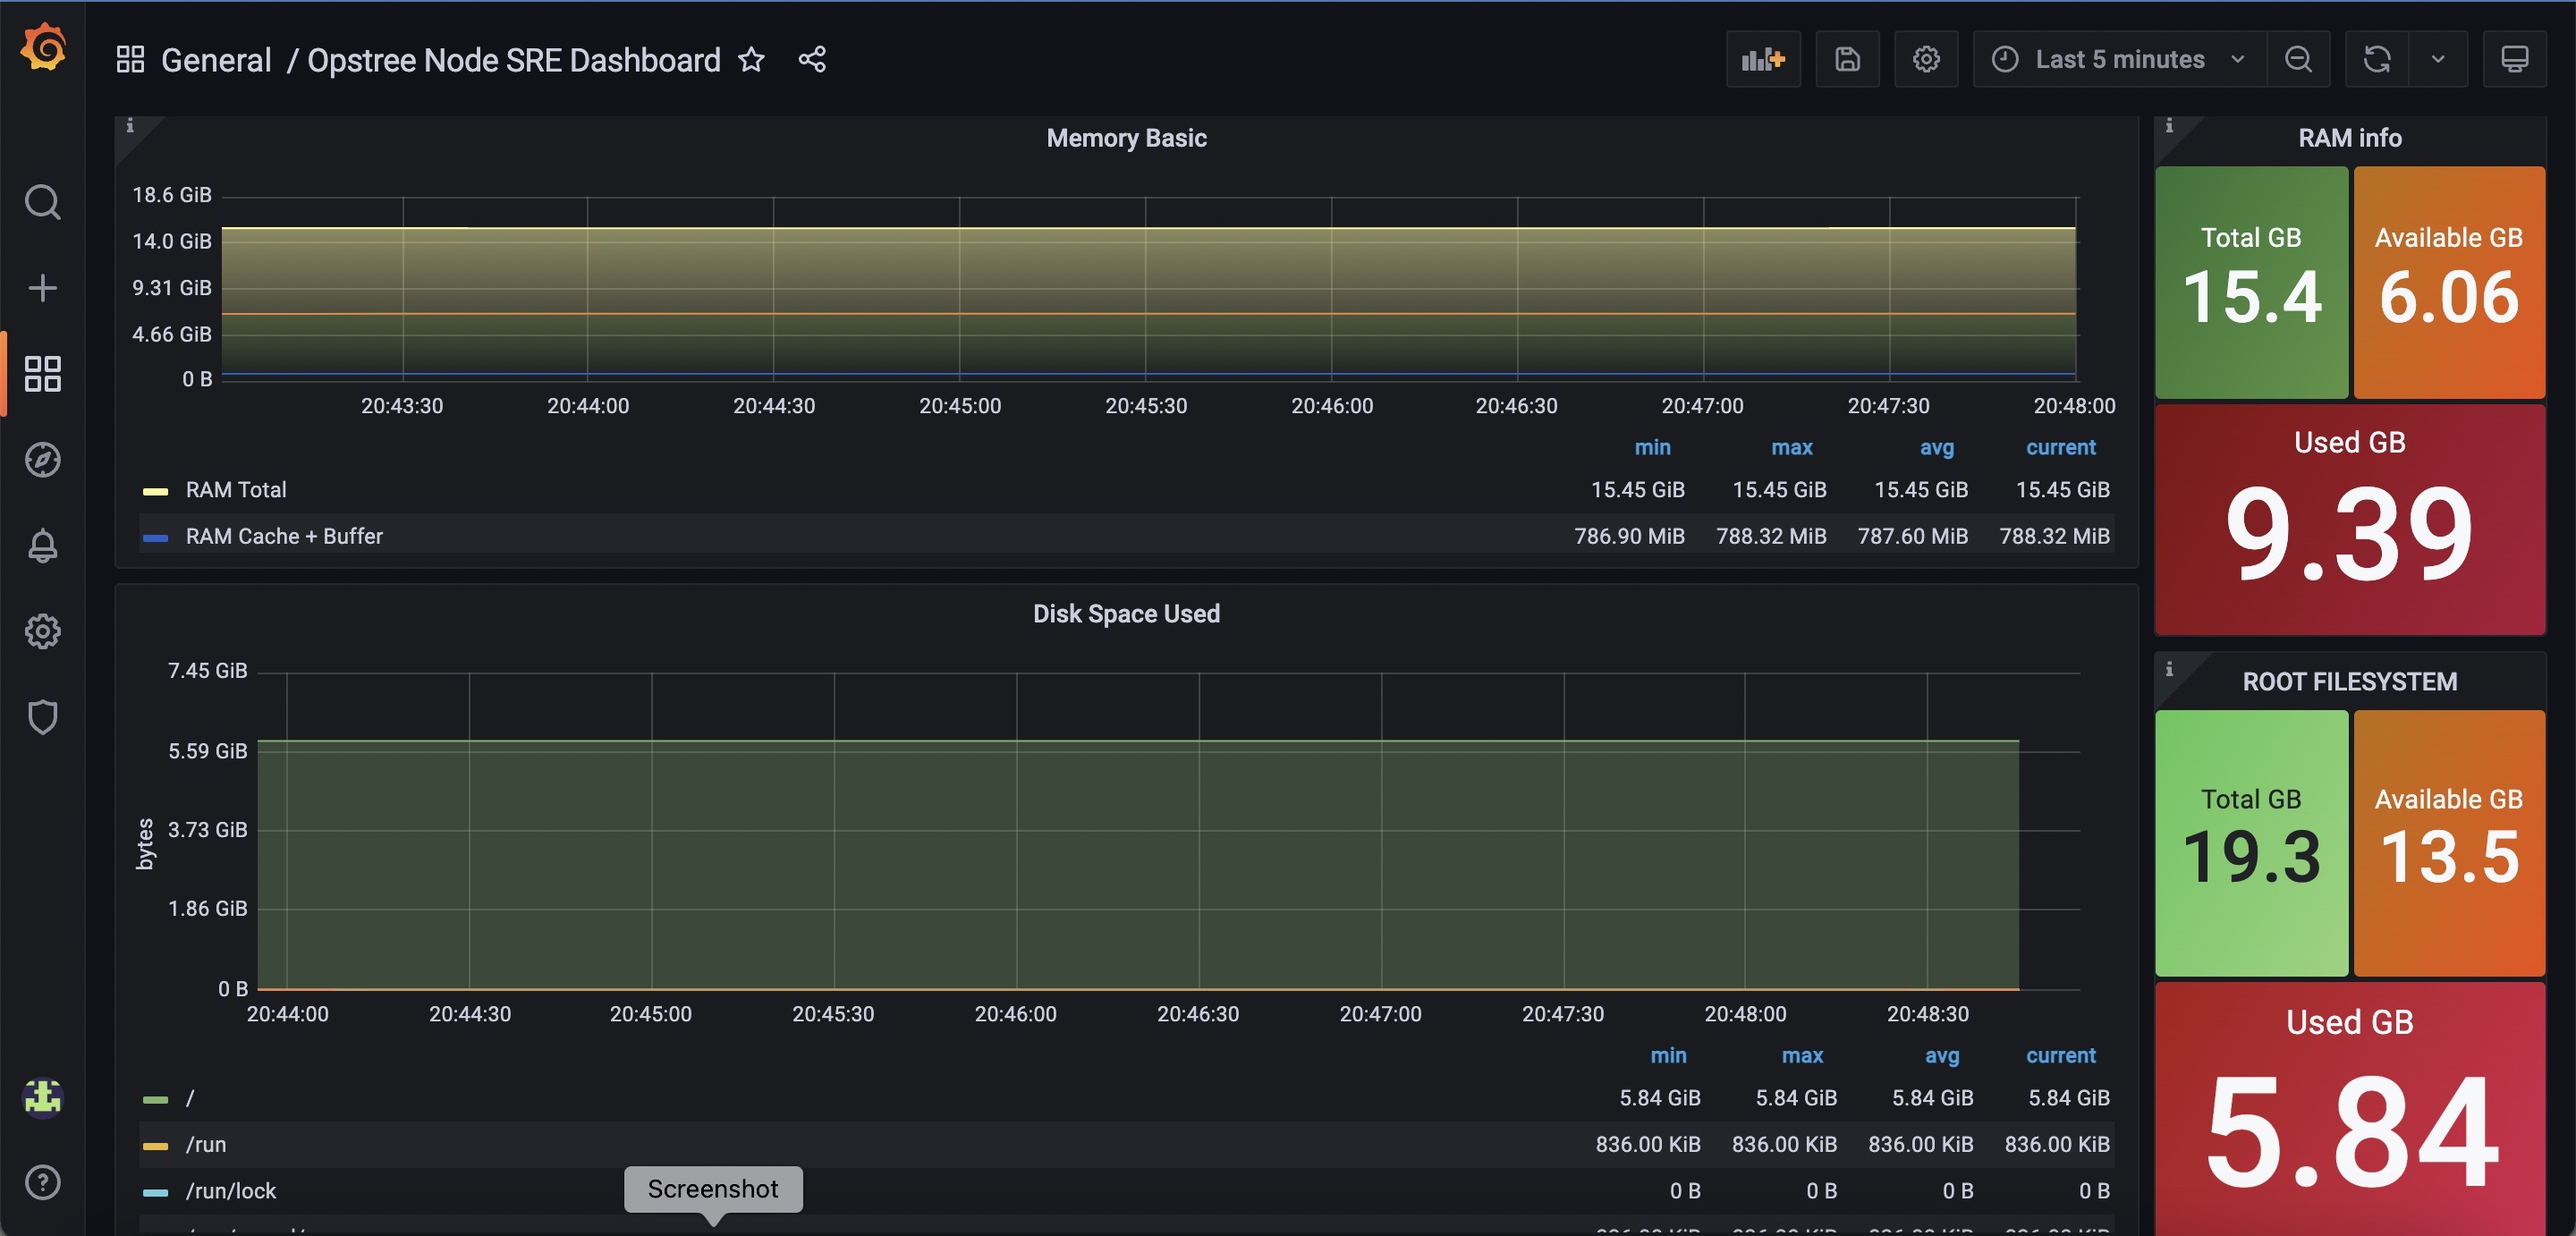 General / Opstree Node SRE Dashboard
Last 5 minutes
Memory Basic
18.6 GiB
14.0 GiB
9.31 GiB
4.66 GiB
0 B
20:43:30 20:44:00 20:44:30 20:45:00 20:45:30 20:46:00 20:46:30 20:47:00 20:47:30 20:48:00
min max avg current
RAM Total 15.45 GiB 15.45 GiB 15.45 GiB 15.45 GiB
RAM Cache + Buffer 786.90 MiB 788.32 MiB 787.60 MiB 788.32 MiB
RAM info
Total GB
15.4
Available GB
6.06
Used GB
9.39
Disk Space Used
bytes
7.45 GiB
5.59 GiB
3.73 GiB
1.86 GiB
0 B
20:44:00 20:44:30 20:45:00 20:45:30 20:46:00 20:46:30 20:47:00 20:47:30 20:48:00 20:48:30
min max avg current
/ 5.84 GiB 5.84 GiB 5.84 GiB 5.84 GiB
/run 836.00 KiB 836.00 KiB 836.00 KiB 836.00 KiB
/run/lock 0 B 0 B 0 B 0 B
Screenshot
ROOT FILESYSTEM
Total GB
19.3
Available GB
13.5
Used GB
5.84